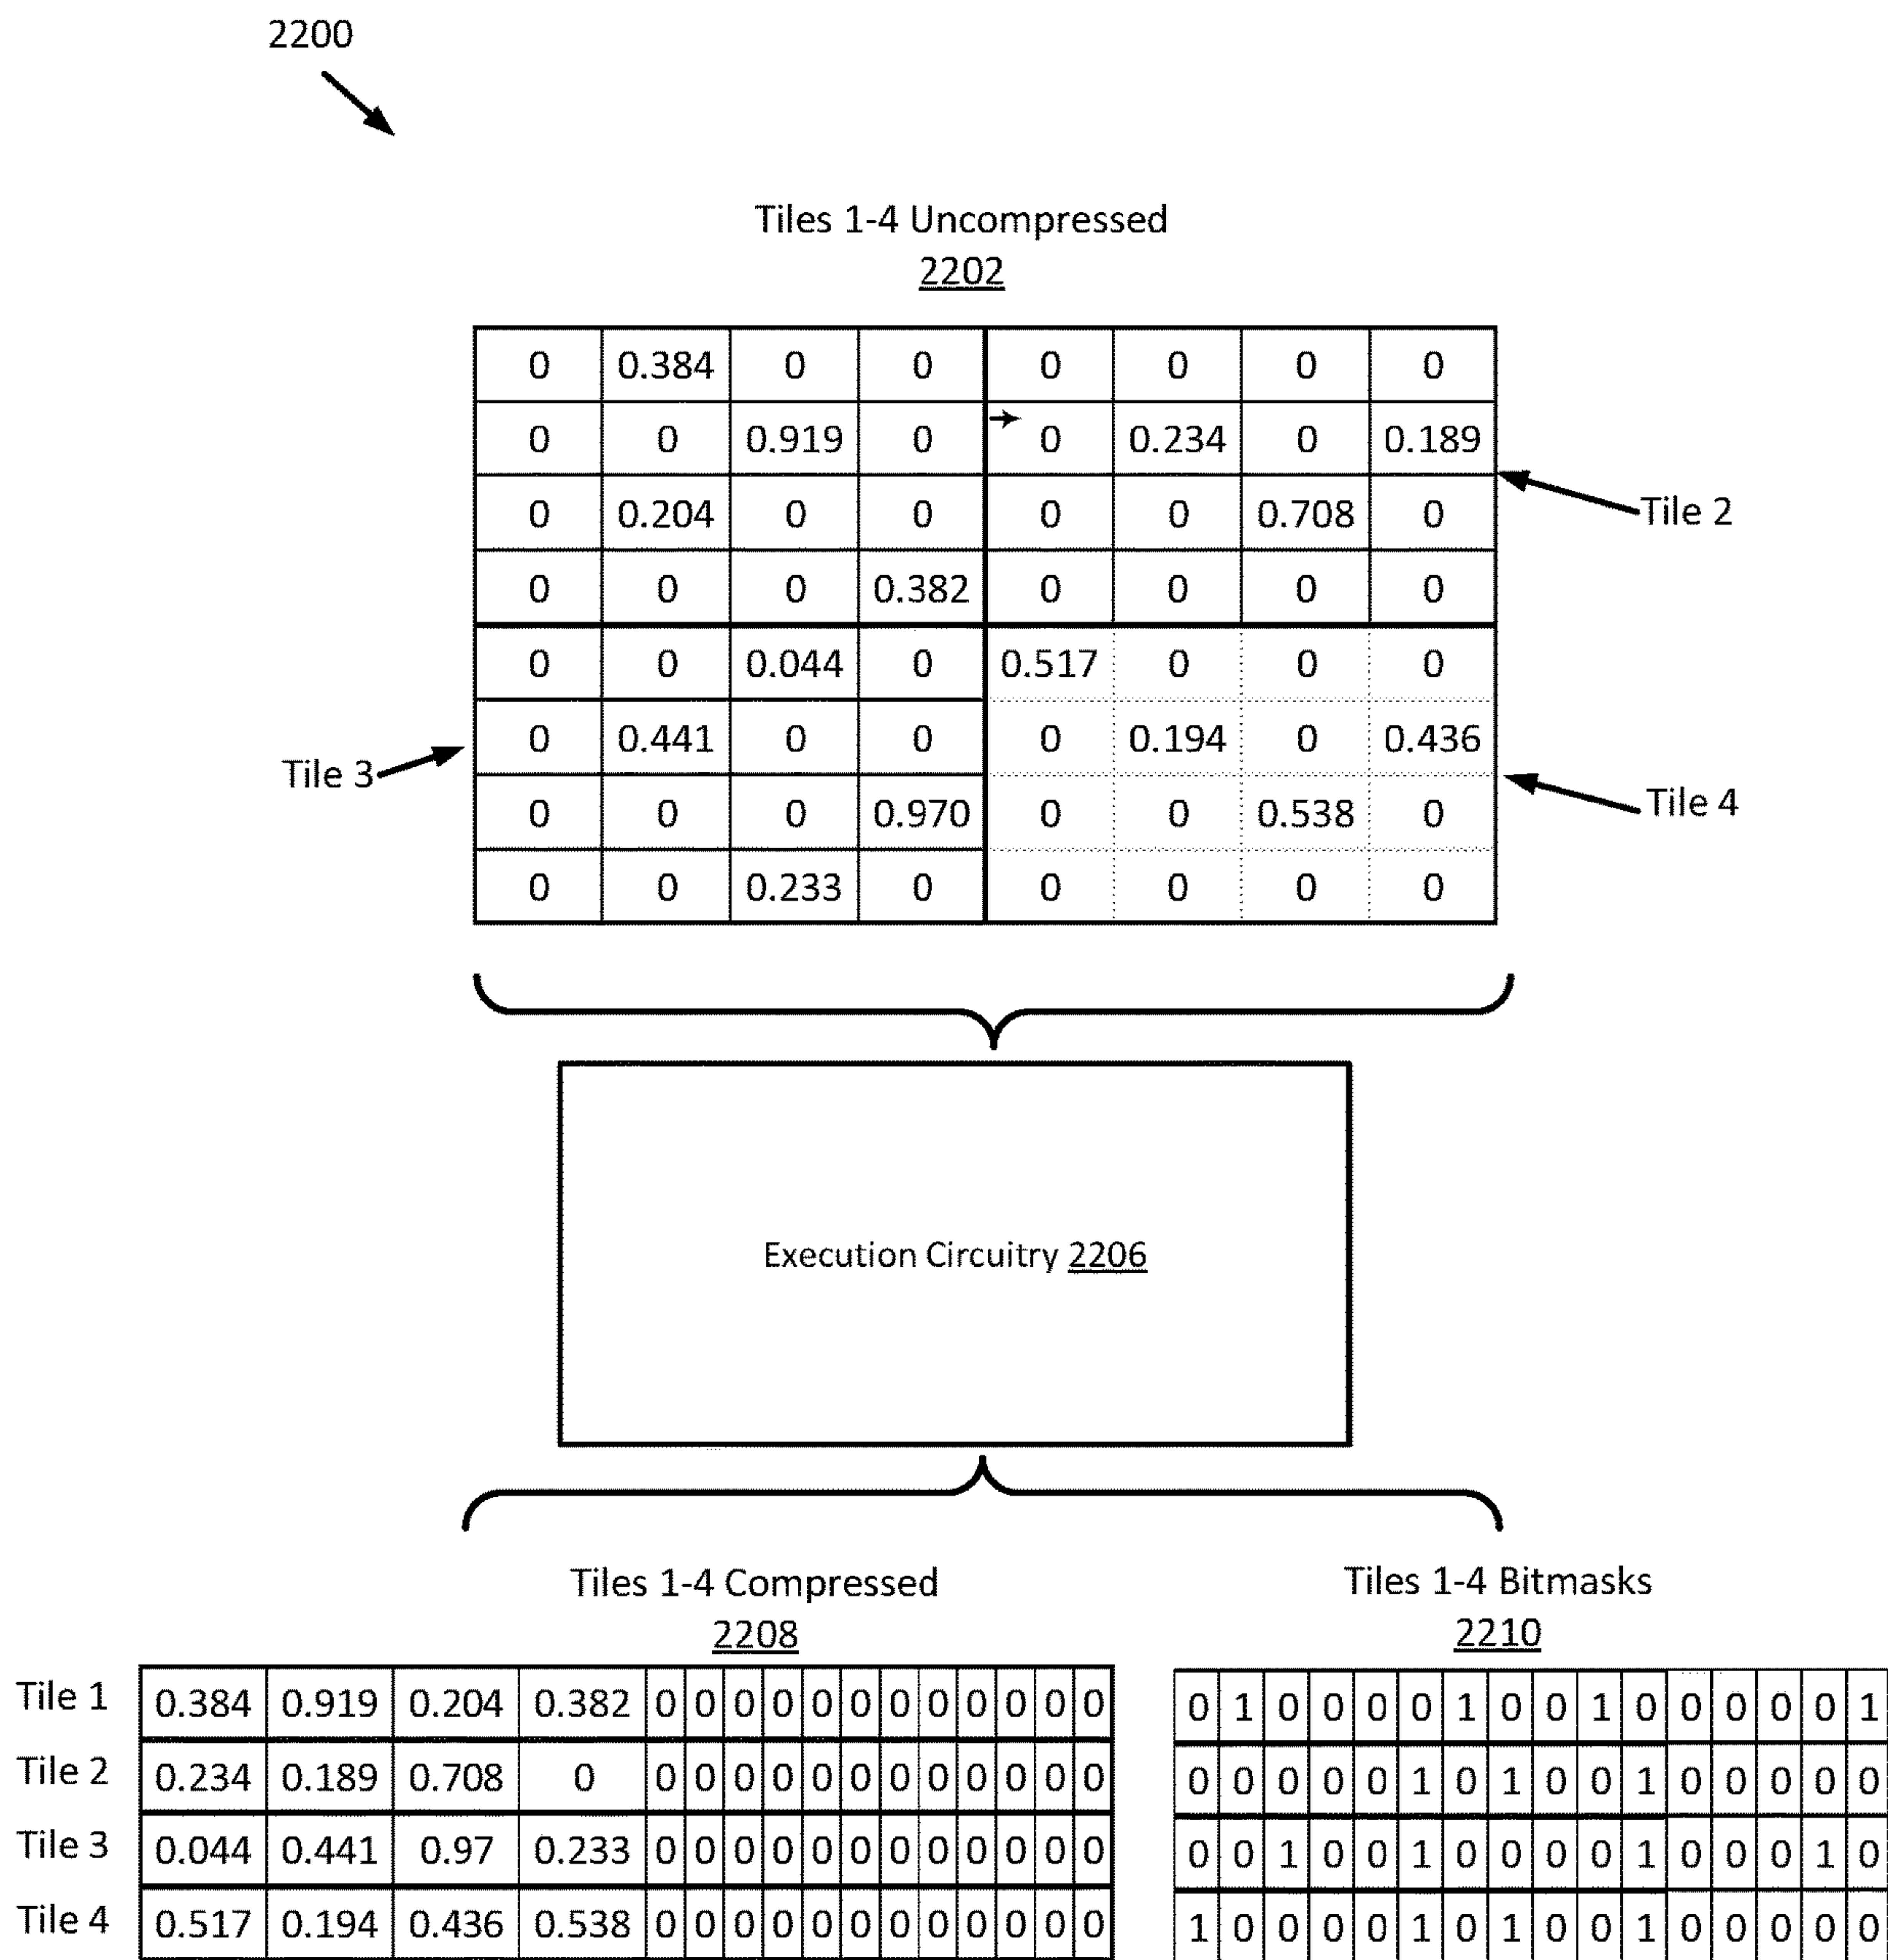 2200
Tiles 1-4 Uncompressed
2202
0 0.384 0 0 0 0 0 0
0 0 0.919 0 0 0.234 0 0.189
0 0.204 0 0 0 0 0.708 0
Tile 2
0 0 0 0.382 0 0 0 0
0 0 0.044 0 0.517 0 0 0
0 0.441 0 0 0 0.194 0 0.436
Tile 3
0 0 0 0.970 0 0 0.538 0
Tile 4
0 0 0.233 0 0 0 0 0
Execution Circuitry 2206
Tiles 1-4 Compressed
2208
Tiles 1-4 Bitmasks
2210
Tile 1 0.384 0.919 0.204 0.382 0 0 0 0 0 0 0 0 0 0 0 0
0 1 0 0 0 0 1 0 0 1 0 0 0 0 0 1
Tile 2 0.234 0.189 0.708 0 0 0 0 0 0 0 0 0 0 0 0 0
0 0 0 0 0 1 0 1 0 0 1 0 0 0 0 0
Tile 3 0.044 0.441 0.97 0.233 0 0 0 0 0 0 0 0 0 0 0 0
0 0 1 0 0 1 0 0 0 0 1 0 0 0 1 0
Tile 4 0.517 0.194 0.436 0.538 0 0 0 0 0 0 0 0 0 0 0 0
1 0 0 0 0 1 0 1 0 0 1 0 0 0 0 0